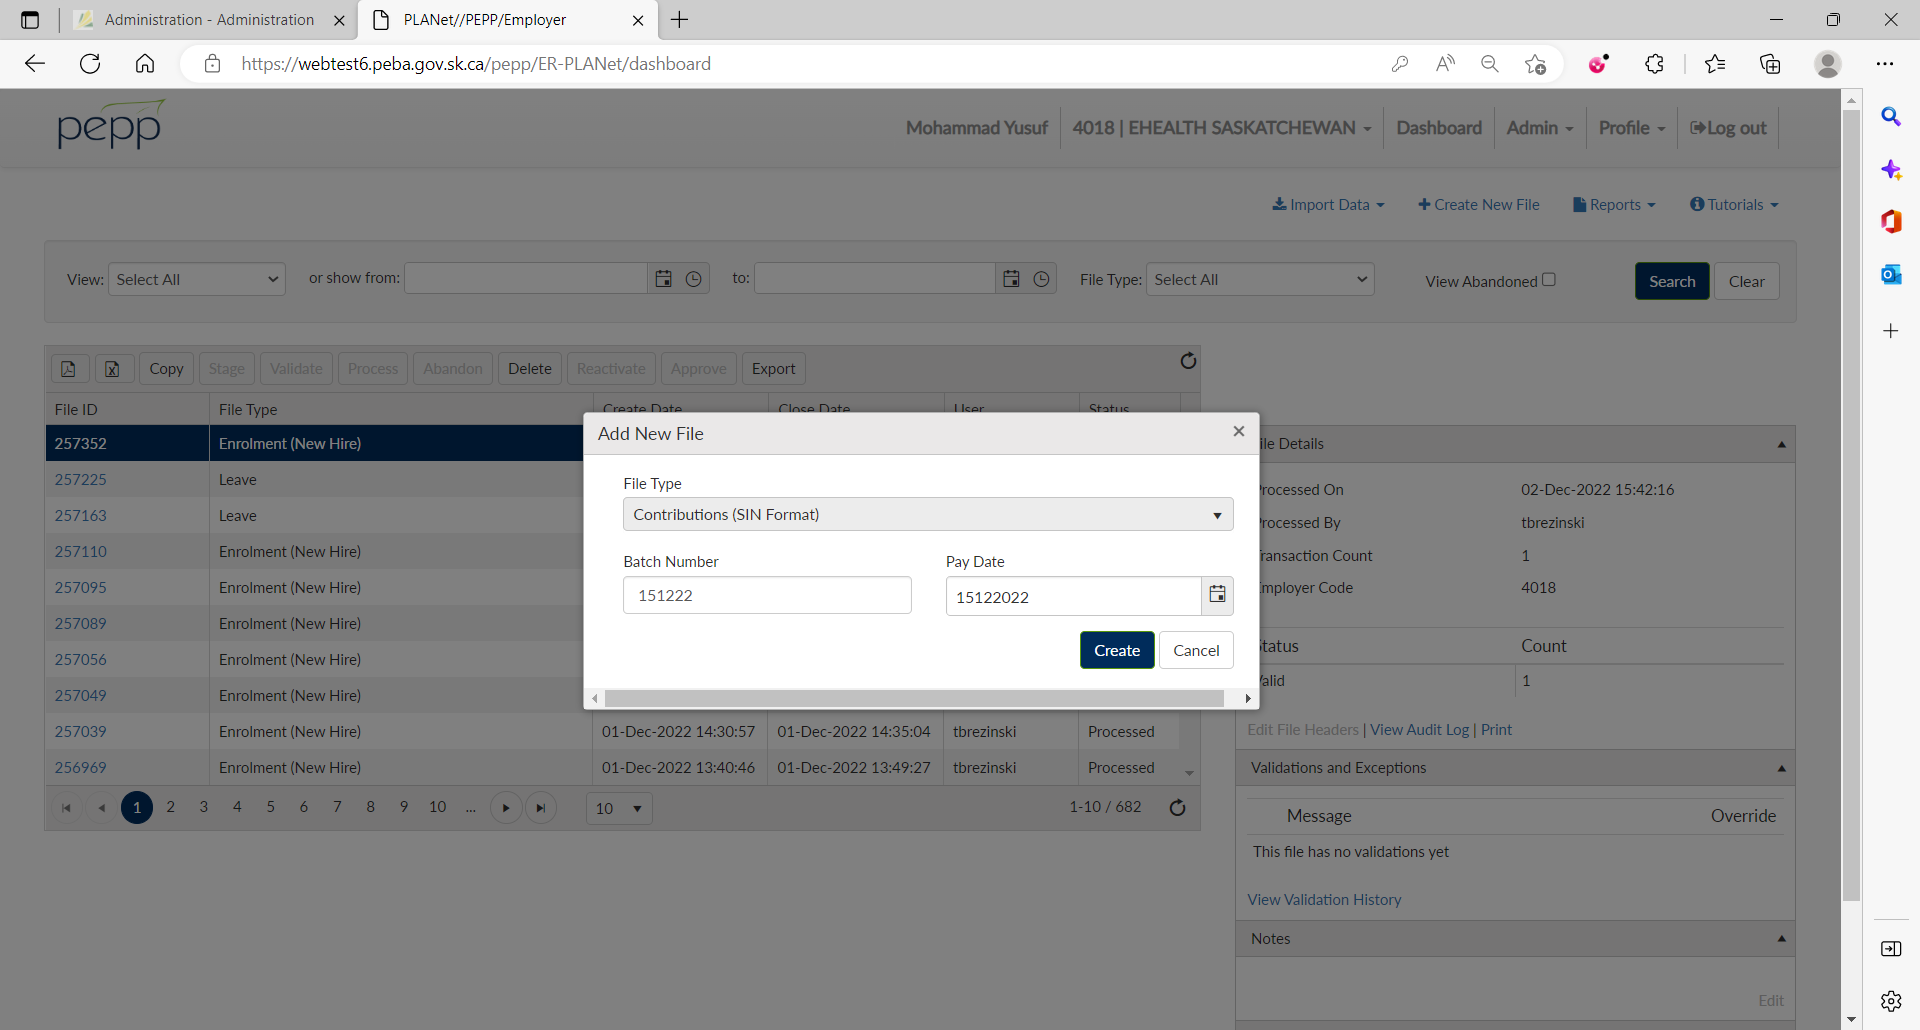 Administration - Administration
PLANet//PEPP/Employer
https://webtest6.peba.gov.sk.ca/pepp/ER-PLANet/dashboard
pepp
Mohammad Yusuf
4018 | EHEALTH SASKATCHEWAN
Dashboard
Admin
Profile
Log out
Import Data
Create New File
Reports
Tutorials
View: Select All
or show from:
to:
File Type: Select All
View Abandoned
Search
Clear
Copy
Stage
Validate
Process
Abandon
Delete
Reactivate
Approve
Export
File ID File Type Create Date Close Date User Status
257352 Enrolment (New Hire)
257225 Leave
257163 Leave
257110 Enrolment (New Hire)
257095 Enrolment (New Hire)
257089 Enrolment (New Hire)
257056 Enrolment (New Hire)
257049 Enrolment (New Hire)
257039 Enrolment (New Hire) 01-Dec-2022 14:30:57 01-Dec-2022 14:35:04 tbrezinski Processed
256969 Enrolment (New Hire) 01-Dec-2022 13:40:46 01-Dec-2022 13:49:27 tbrezinski Processed
1 2 3 4 5 6 7 8 9 10 ...
10
1-10 / 682
Add New File
File Type
Contributions (SIN Format)
Batch Number
151222
Pay Date
15122022
Create
Cancel
ile Details
rocessed On 02-Dec-2022 15:42:16
rocessed By tbrezinski
ransaction Count 1
mployer Code 4018
tatus Count
alid 1
Edit File Headers | View Audit Log | Print
Validations and Exceptions
Message Override
This file has no validations yet
View Validation History
Notes
Edit